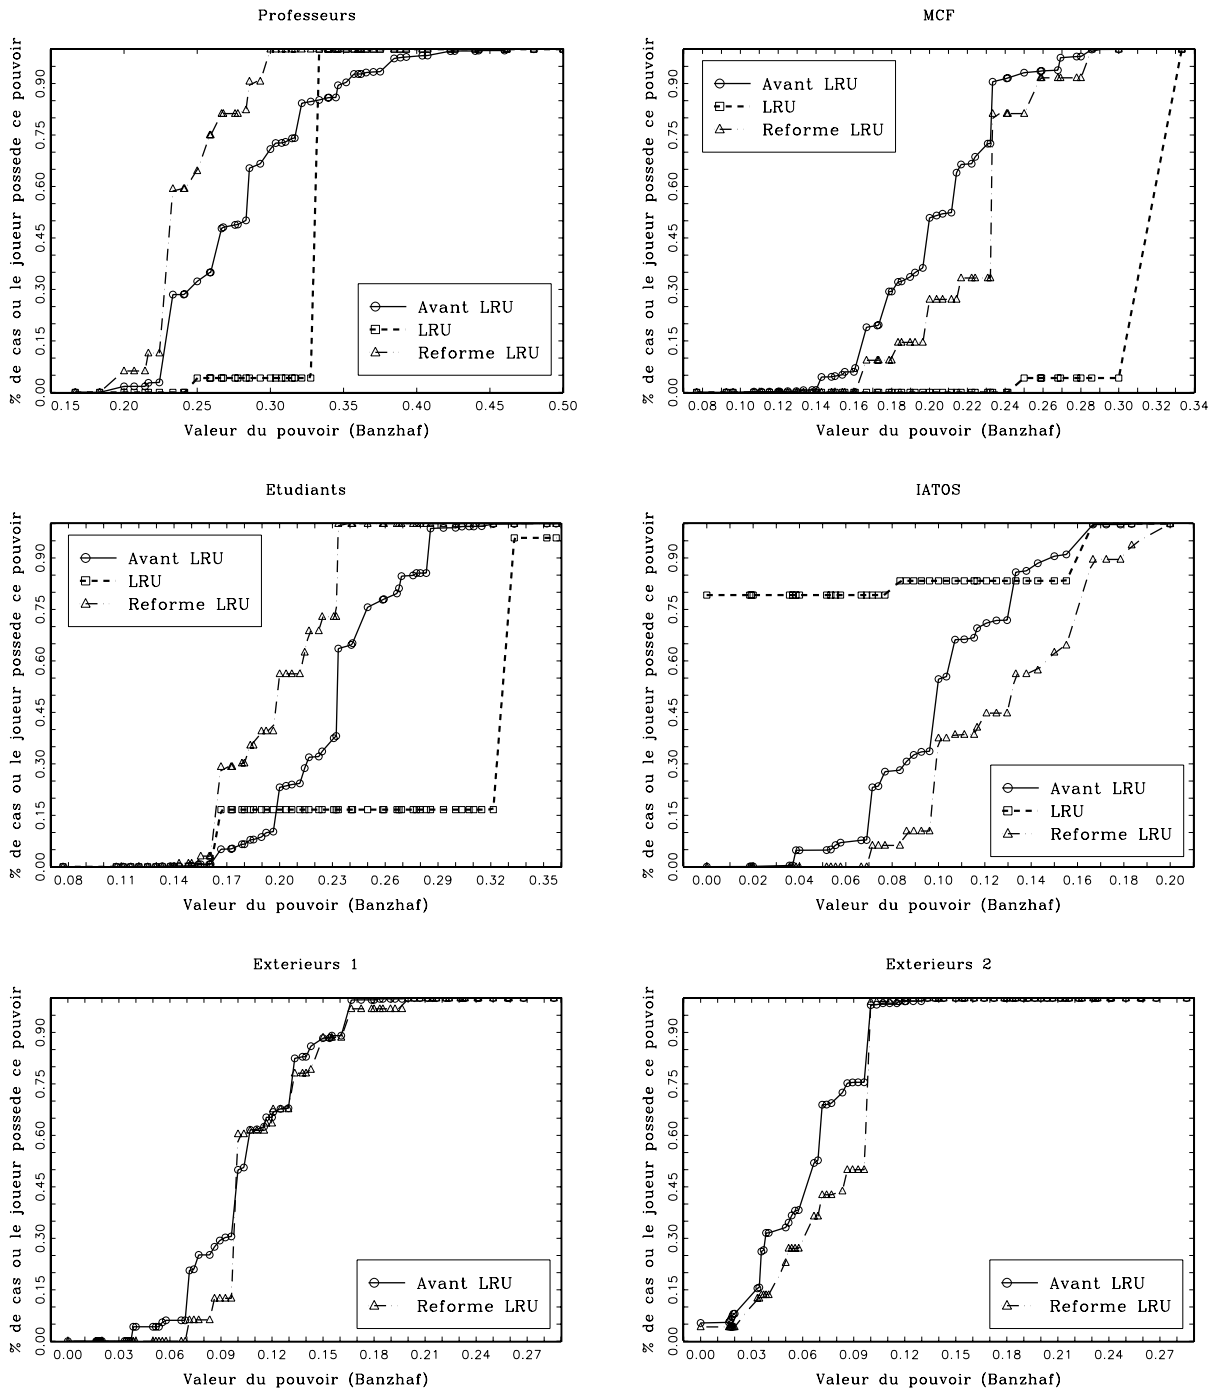 Professeurs
% de cas ou le joueur possede ce pouvoir
0.00 0.15 0.30 0.45 0.60 0.75 0.90
Avant LRU
LRU
Reforme LRU
0.15 0.20 0.25 0.30 0.35 0.40 0.45 0.50
Valeur du pouvoir (Banzhaf)
MCF
% de cas ou le joueur possede ce pouvoir
0.00 0.15 0.30 0.45 0.60 0.75 0.90
Avant LRU
LRU
Reforme LRU
0.08 0.10 0.12 0.14 0.16 0.18 0.20 0.22 0.24 0.26 0.28 0.30 0.32 0.34
Valeur du pouvoir (Banzhaf)
Etudiants
% de cas ou le joueur possede ce pouvoir
0.00 0.15 0.30 0.45 0.60 0.75 0.90
Avant LRU
LRU
Reforme LRU
0.08 0.11 0.14 0.17 0.20 0.23 0.26 0.29 0.32 0.35
Valeur du pouvoir (Banzhaf)
IATOS
% de cas ou le joueur possede ce pouvoir
0.00 0.15 0.30 0.45 0.60 0.75 0.90
Avant LRU
LRU
Reforme LRU
0.00 0.02 0.04 0.06 0.08 0.10 0.12 0.14 0.16 0.18 0.20
Valeur du pouvoir (Banzhaf)
Exterieurs 1
% de cas ou le joueur possede ce pouvoir
0.00 0.15 0.30 0.45 0.60 0.75 0.90
Avant LRU
Reforme LRU
0.00 0.03 0.06 0.09 0.12 0.15 0.18 0.21 0.24 0.27
Valeur du pouvoir (Banzhaf)
Exterieurs 2
% de cas ou le joueur possede ce pouvoir
0.00 0.15 0.30 0.45 0.60 0.75 0.90
Avant LRU
Reforme LRU
0.00 0.03 0.06 0.09 0.12 0.15 0.18 0.21 0.24 0.27
Valeur du pouvoir (Banzhaf)